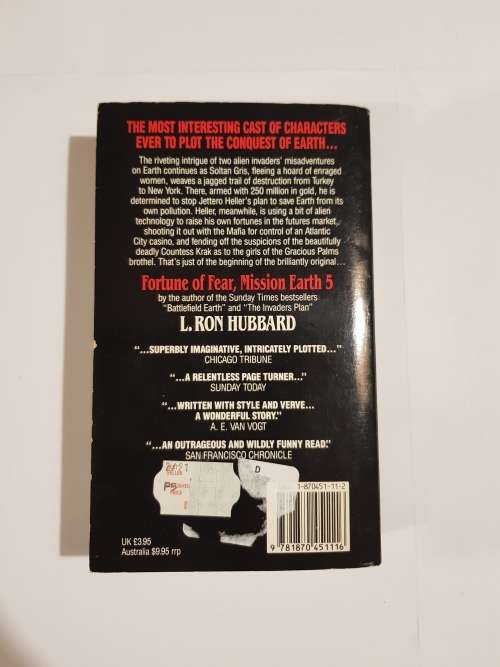 THE MOST INTERESTING CAST OF CHARACTERS
EVER TO PLOT THE CONQUEST OF EARTH...
The riveting intrigue of two alien invaders' misadventures
on Earth continues as Soltan Gris, fleeing a hoard of enraged
women, weaves a jagged trail of destruction from Turkey
to New York. There, armed with 250 million in gold, he is
determined to stop Jettero Heller's plan to save Earth from its
own pollution. Heller, meanwhile, is using a bit of alien
technology to raise his own fortunes in the futures market,
shooting it out with the Mafia for control of an Atlantic
City casino, and fending off the suspicions of the beautifully
deadly Countess Krak as to the girls of the Gracious Palms
brothel. That's just of the beginning of the brilliantly original...
Fortune of Fear, Mission Earth 5
by the author of the Sunday Times bestsellers
"Battlefield Earth" and "The Invaders Plan"
L. RON HUBBARD
"...SUPERBLY IMAGINATIVE, INTRICATELY PLOTTED..."
CHICAGO TRIBUNE
"...A RELENTLESS PAGE TURNER..."
SUNDAY TODAY
"...WRITTEN WITH STYLE AND VERVE...
A WONDERFUL STORY."
A. E. VAN VOGT
"...AN OUTRAGEOUS AND WILDLY FUNNY READ."
SAN FRANCISCO CHRONICLE
D
1-870451-11-2
9 781870 451116
UK £3.95
Australia $9.95 rrp